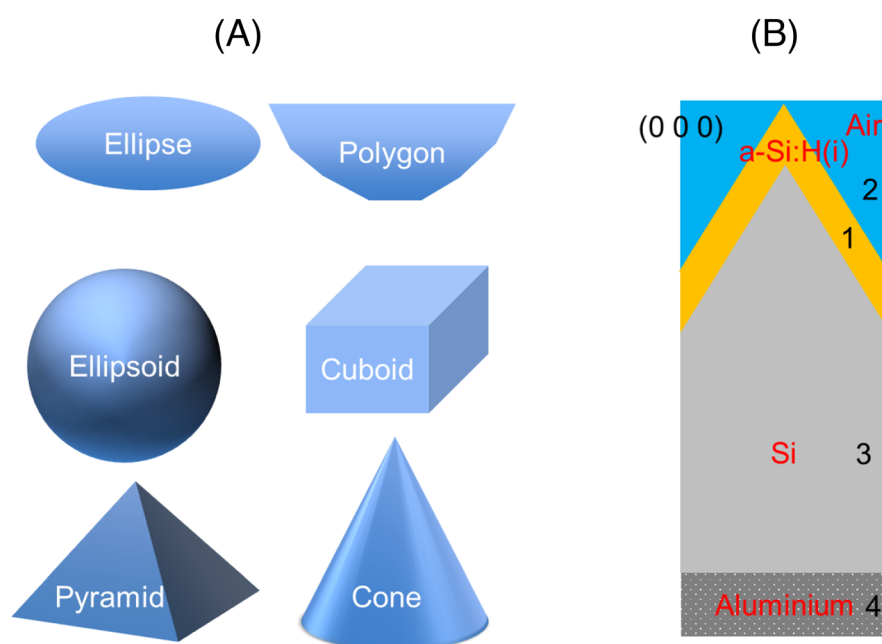 (A)
(B)
Ellipse
Polygon
Ellipsoid
Cuboid
Pyramid
Cone
(0 0 0)
Air
a-Si:H(i)
2
1
Si
3
Aluminium
4